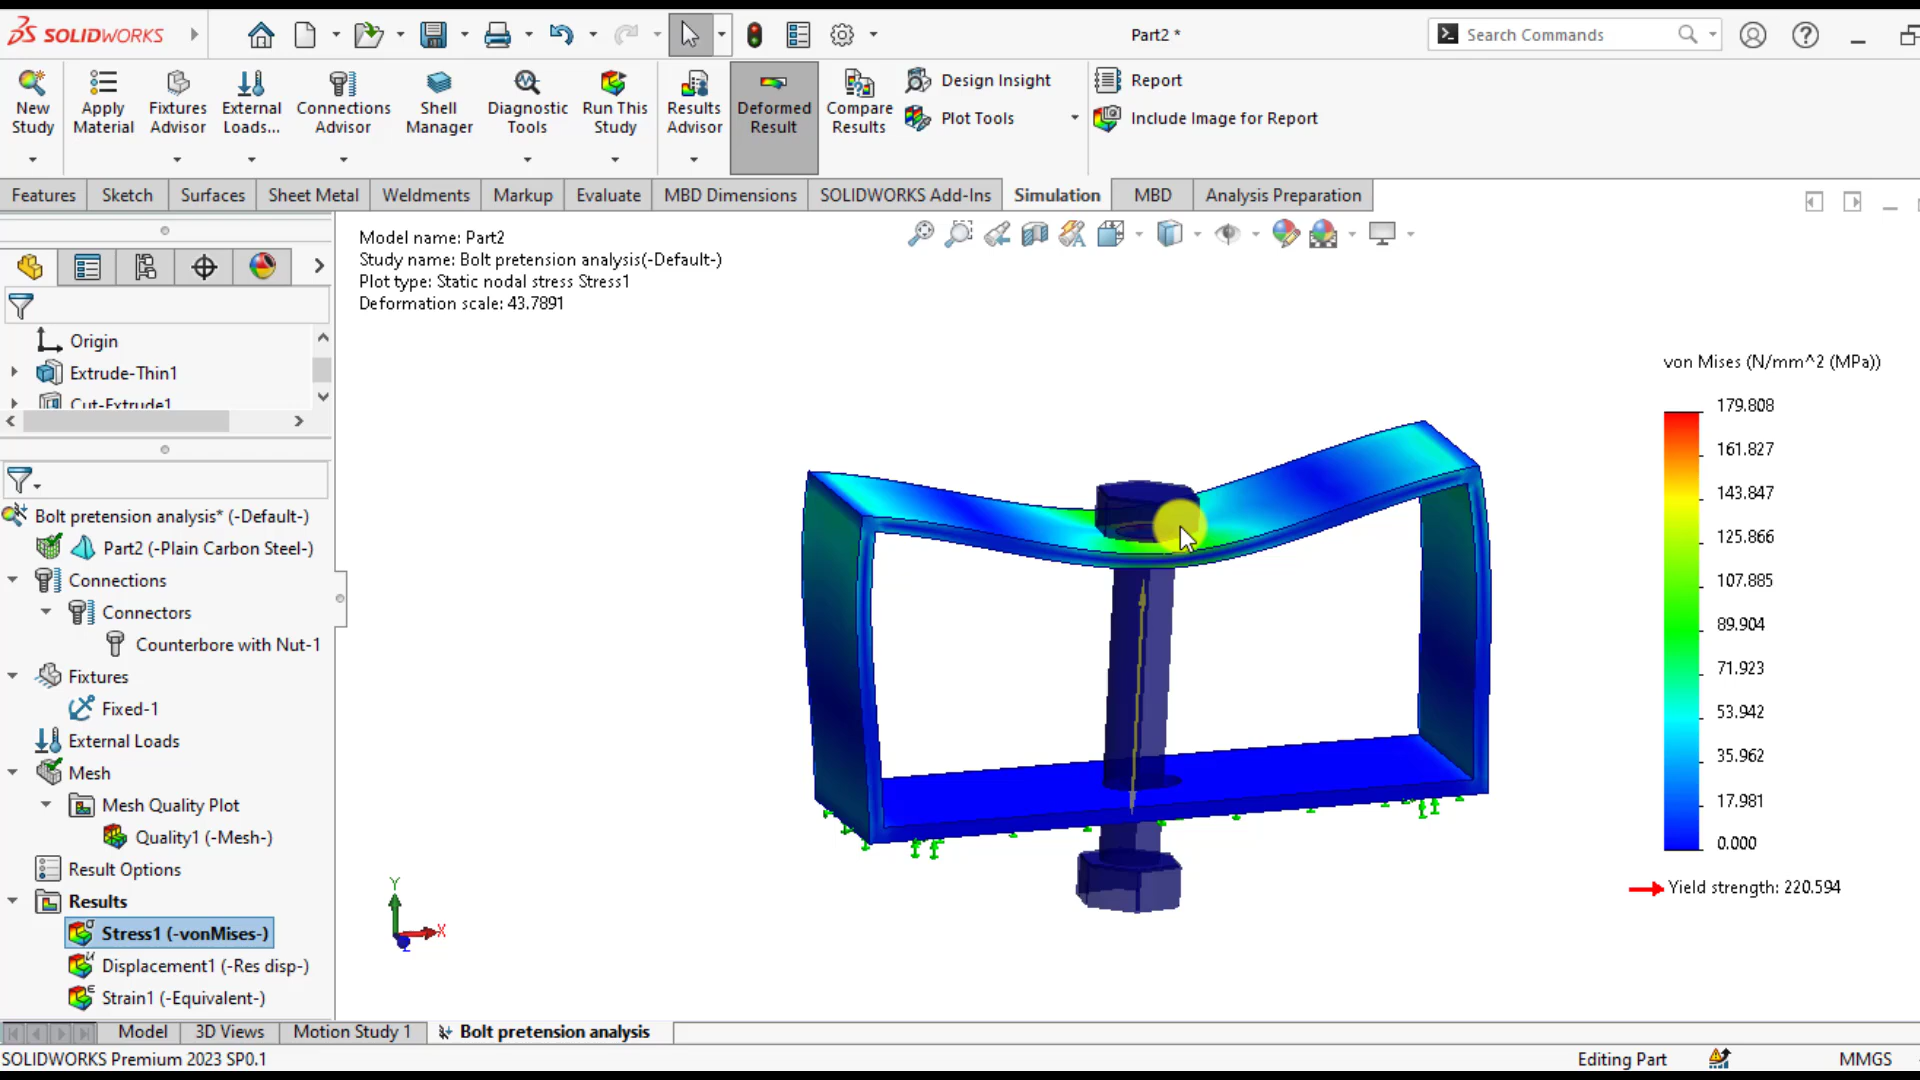 SOLIDWORKS
Part2 *
Search Commands
New Study
Apply Material
Fixtures Advisor
External Loads...
Connections Advisor
Shell Manager
Diagnostic Tools
Run This Study
Results Advisor
Deformed Result
Compare Results
Design Insight
Plot Tools
Report
Include Image for Report
Features
Sketch
Surfaces
Sheet Metal
Weldments
Markup
Evaluate
MBD Dimensions
SOLIDWORKS Add-Ins
Simulation
MBD
Analysis Preparation
Model name: Part2
Study name: Bolt pretension analysis(-Default-)
Plot type: Static nodal stress Stress1
Deformation scale: 43.7891
Origin
Extrude-Thin1
Cut-Extrude1
Bolt pretension analysis* (-Default-)
Part2 (-Plain Carbon Steel-)
Connections
Connectors
Counterbore with Nut-1
Fixtures
Fixed-1
External Loads
Mesh
Mesh Quality Plot
Quality1 (-Mesh-)
Result Options
Results
Stress1 (-vonMises-)
Displacement1 (-Res disp-)
Strain1 (-Equivalent-)
von Mises (N/mm^2 (MPa))
179.808
161.827
143.847
125.866
107.885
89.904
71.923
53.942
35.962
17.981
0.000
Yield strength: 220.594
Y
X
Z
Model
3D Views
Motion Study 1
Bolt pretension analysis
SOLIDWORKS Premium 2023 SP0.1
Editing Part
MMGS